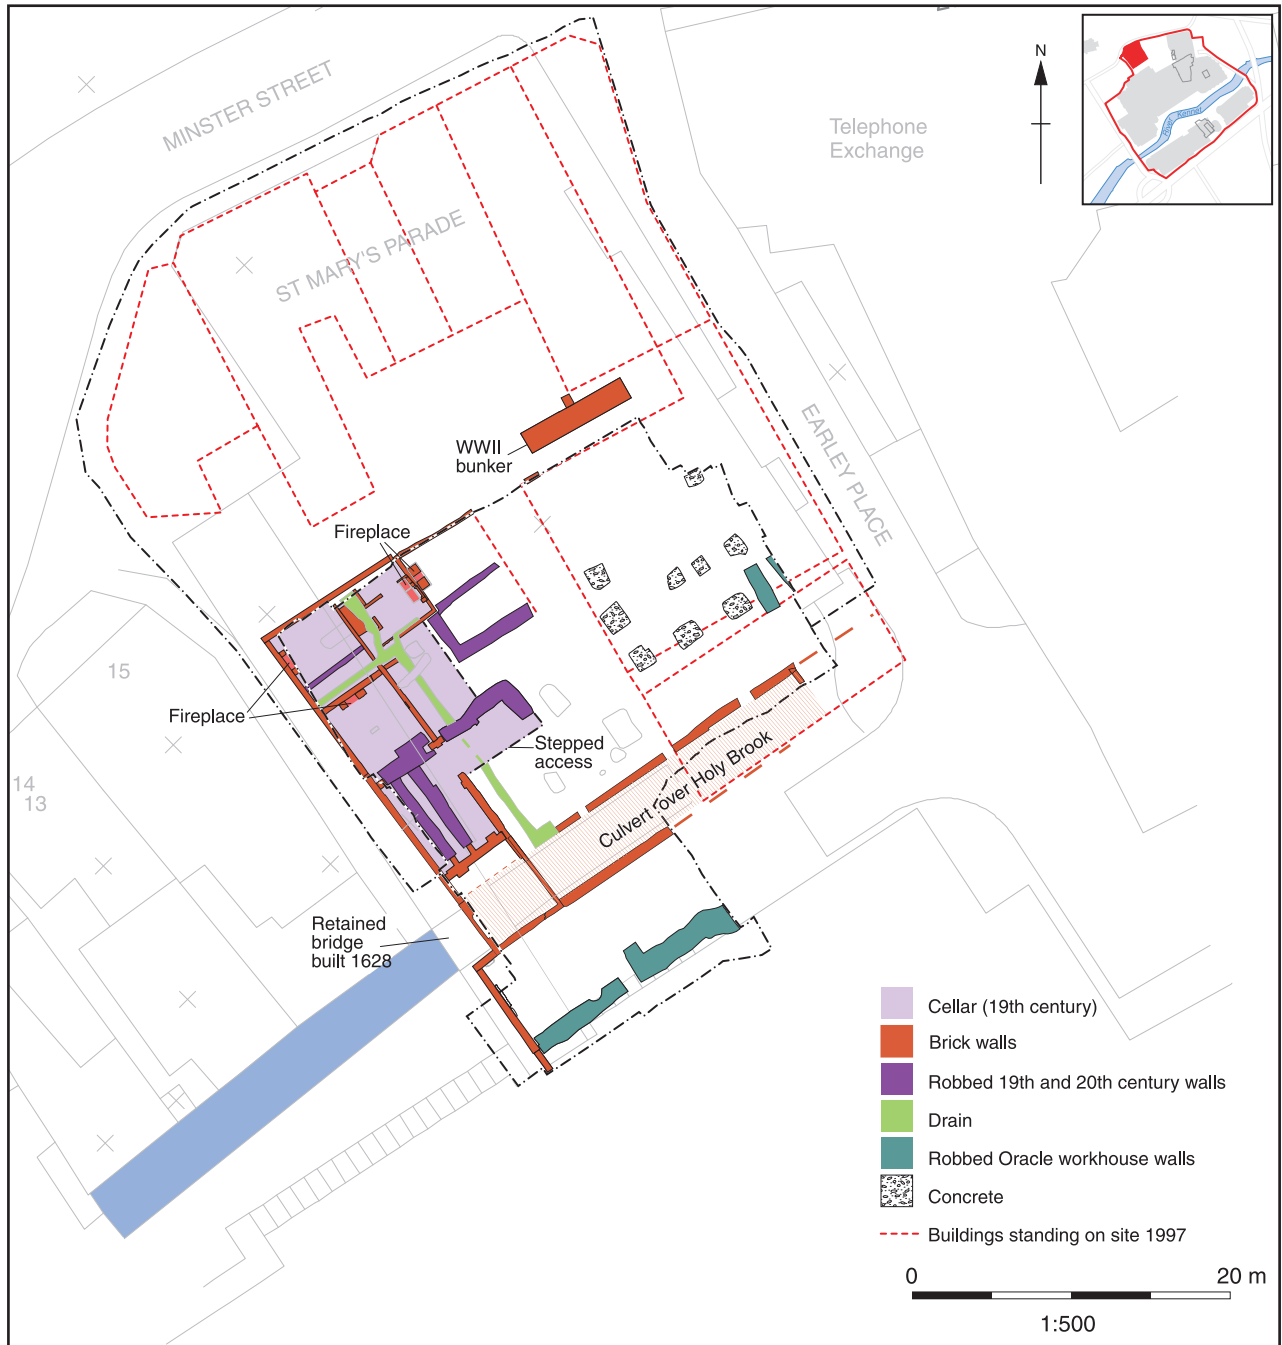 MINSTER STREET
N
River Kennet
Telephone
Exchange
ST MARY'S PARADE
WWII
bunker
EARLEY PLACE
Fireplace
15
Fireplace
Stepped
access
14
13
Culvert over Holy Brook
Retained
bridge
built 1628
Cellar (19th century)
Brick walls
Robbed 19th and 20th century walls
Drain
Robbed Oracle workhouse walls
Concrete
Buildings standing on site 1997
0 20 m
1:500